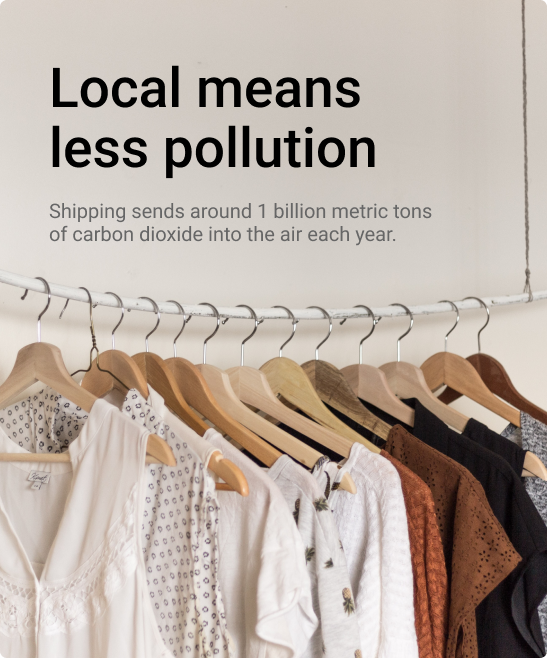 Local means
less pollution
Shipping sends around 1 billion metric tons
of carbon dioxide into the air each year.